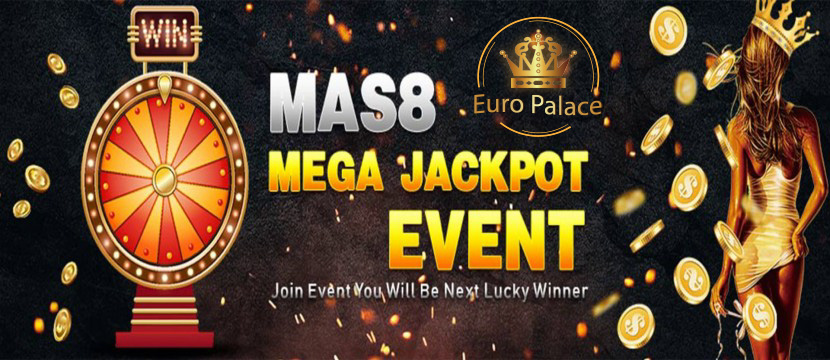 WIN
MAS8
Euro Palace
MEGA JACKPOT
EVENT
Join Event You Will Be Next Lucky Winner